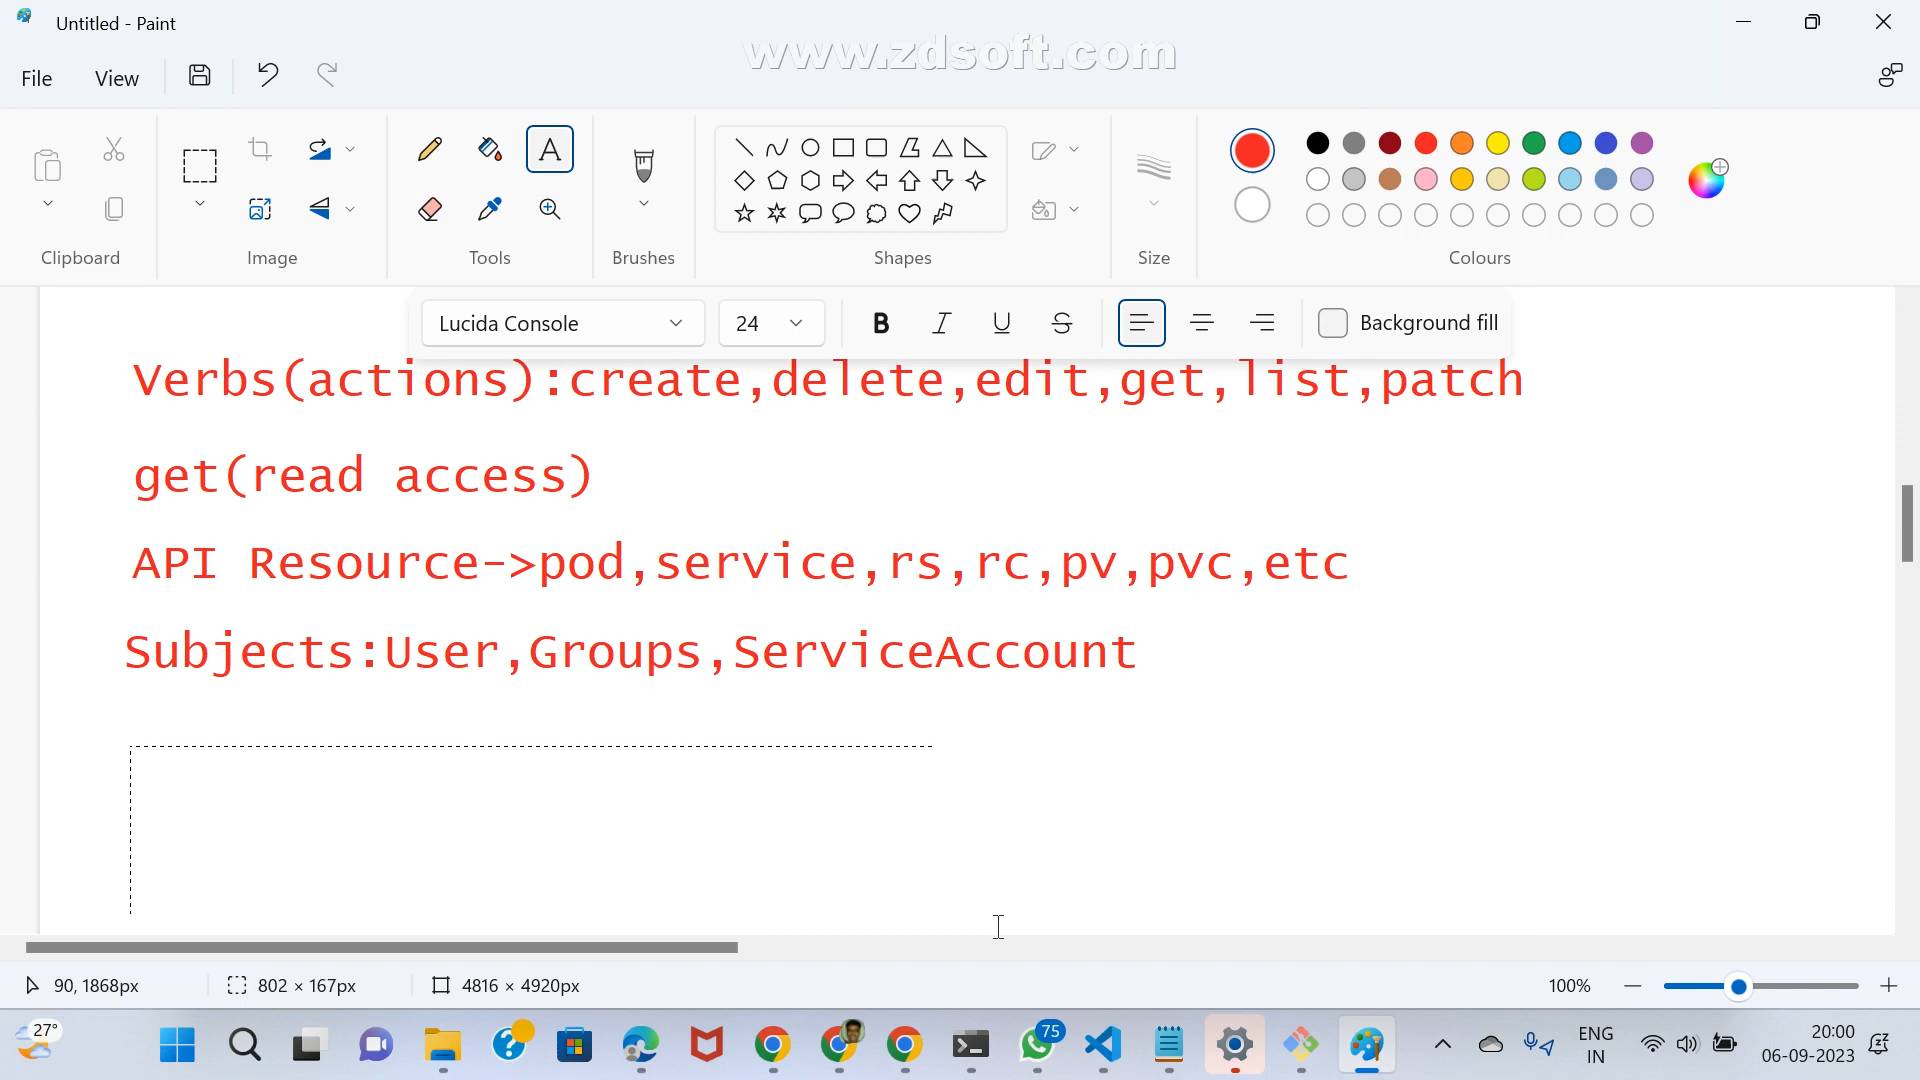 Untitled - Paint
www.zdsoft.com
File View
Clipboard Image Tools Brushes Shapes Size Colours
Lucida Console 24 B I U S Background fill
Verbs(actions):create,delete,edit,get,list,patch
get(read access)
API Resource->pod,service,rs,rc,pv,pvc,etc
Subjects:User,Groups,ServiceAccount
90, 1868px 802 × 167px 4816 × 4920px 100%
27° 75 ENG 20:00
IN 06-09-2023